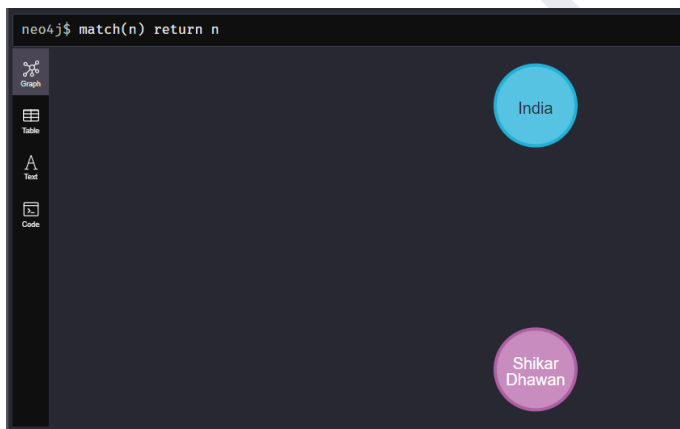 neo4j$ match(n) return n
Graph
Table
A
Text
Code
India
Shikar
Dhawan